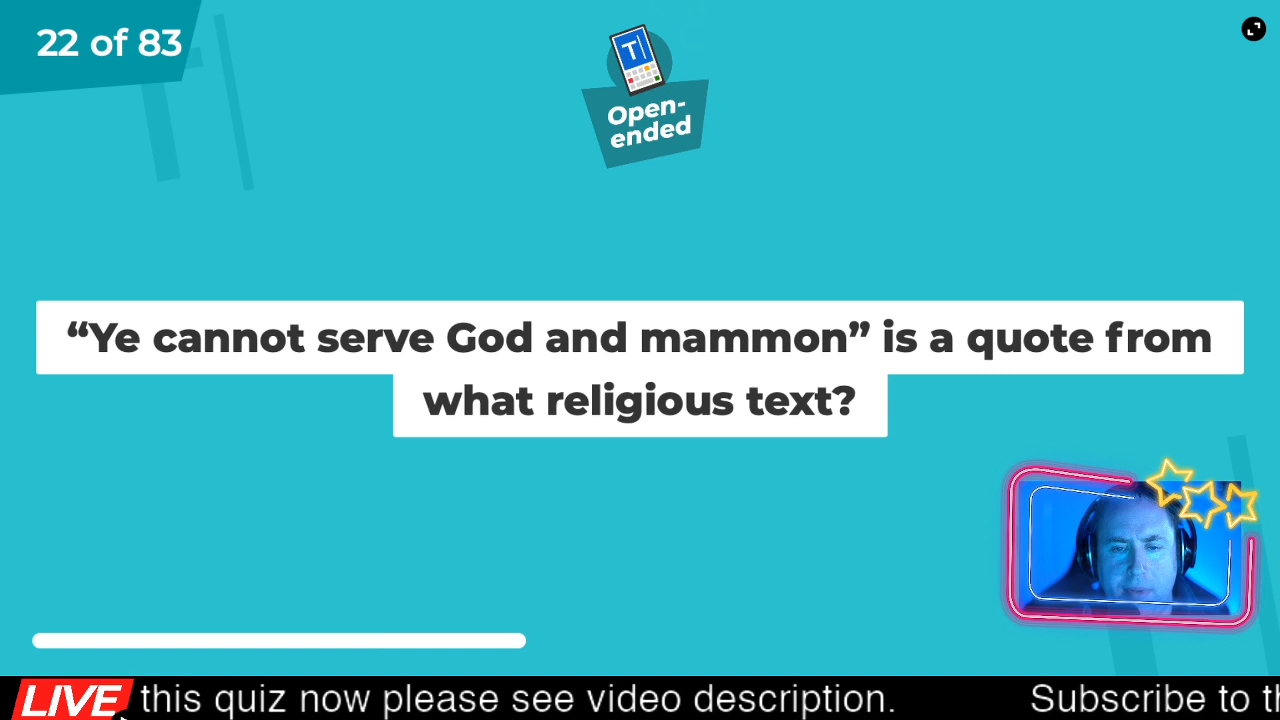 22 of 83
T
Open-
ended
“Ye cannot serve God and mammon” is a quote from
what religious text?
LIVE this quiz now please see video description. Subscribe to th